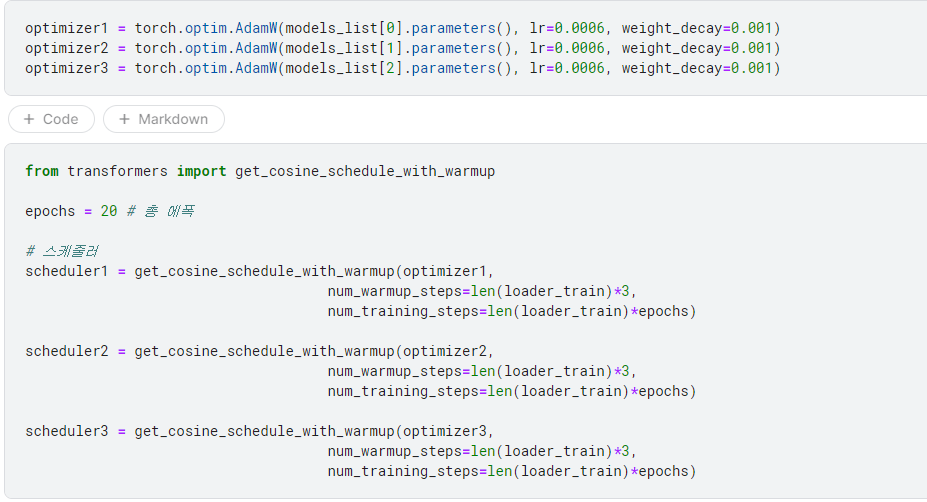 optimizer1 = torch.optim.AdamW(models_list[0].parameters(), lr=0.0006, weight_decay=0.001)
optimizer2 = torch.optim.AdamW(models_list[1].parameters(), lr=0.0006, weight_decay=0.001)
optimizer3 = torch.optim.AdamW(models_list[2].parameters(), lr=0.0006, weight_decay=0.001)
+ Code + Markdown
from transformers import get_cosine_schedule_with_warmup
epochs = 20 # 총 에폭
# 스케줄러
scheduler1 = get_cosine_schedule_with_warmup(optimizer1,
num_warmup_steps=len(loader_train)*3,
num_training_steps=len(loader_train)*epochs)
scheduler2 = get_cosine_schedule_with_warmup(optimizer2,
num_warmup_steps=len(loader_train)*3,
num_training_steps=len(loader_train)*epochs)
scheduler3 = get_cosine_schedule_with_warmup(optimizer3,
num_warmup_steps=len(loader_train)*3,
num_training_steps=len(loader_train)*epochs)